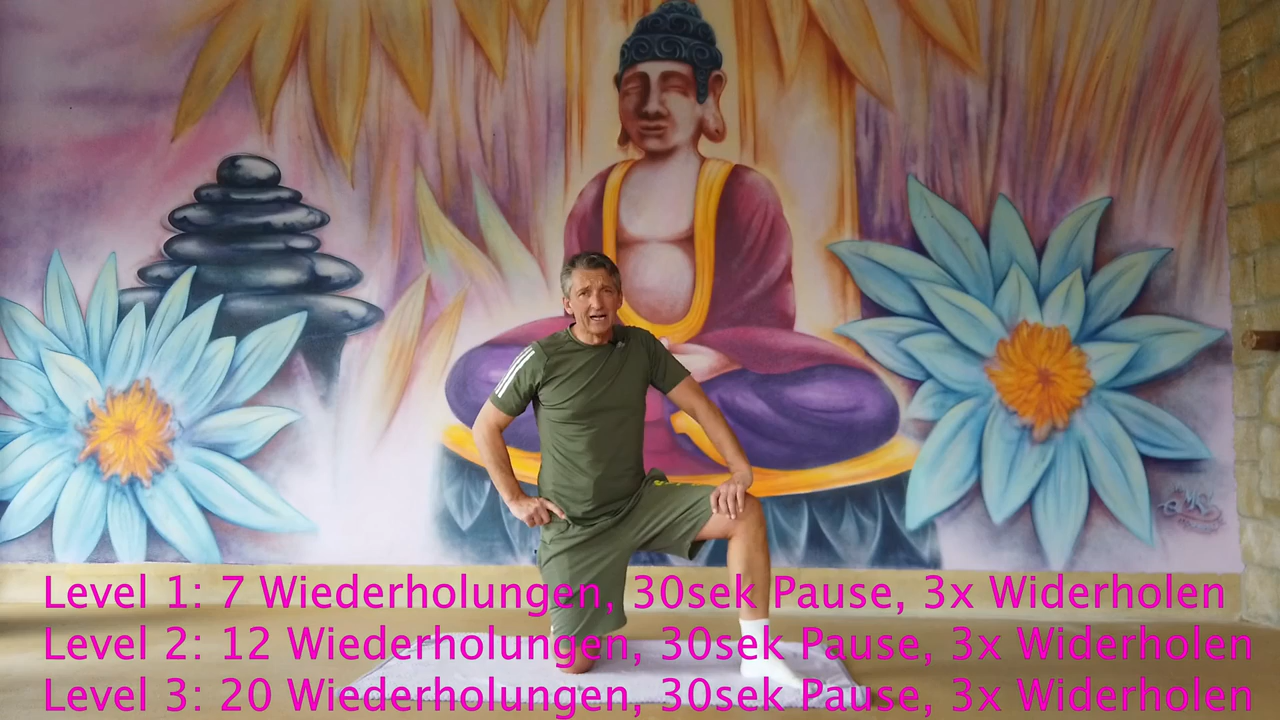 Level 1: 7 Wiederholungen, 30sek Pause, 3x Widerholen
Level 2: 12 Wiederholungen, 30sek Pause, 3x Widerholen
Level 3: 20 Wiederholungen, 30sek Pause, 3x Widerholen